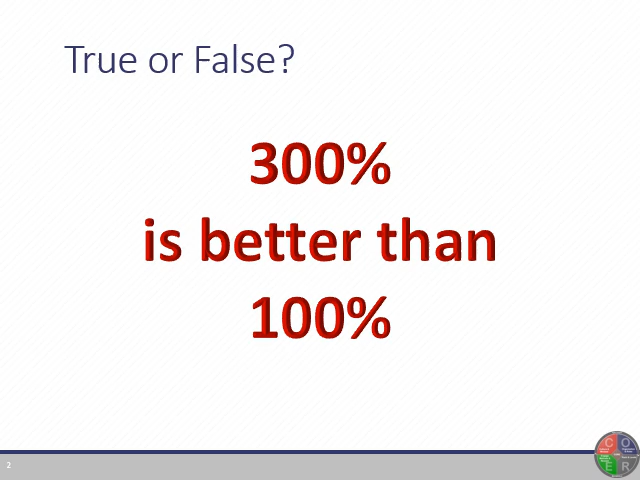 True or False?
300%
is better than
100%
2
C O
E R